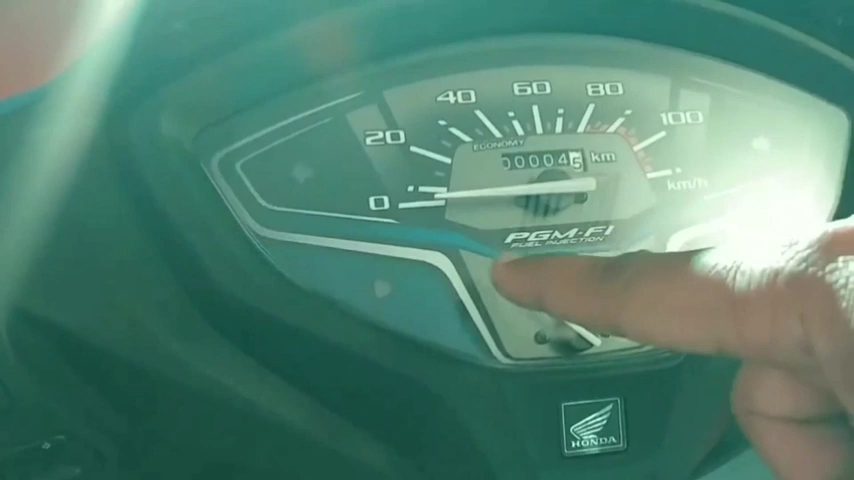 0 20 40 60 80 100
ECONOMY
000045 km
km/h
PGM-FI
FUEL INJECTION
HONDA